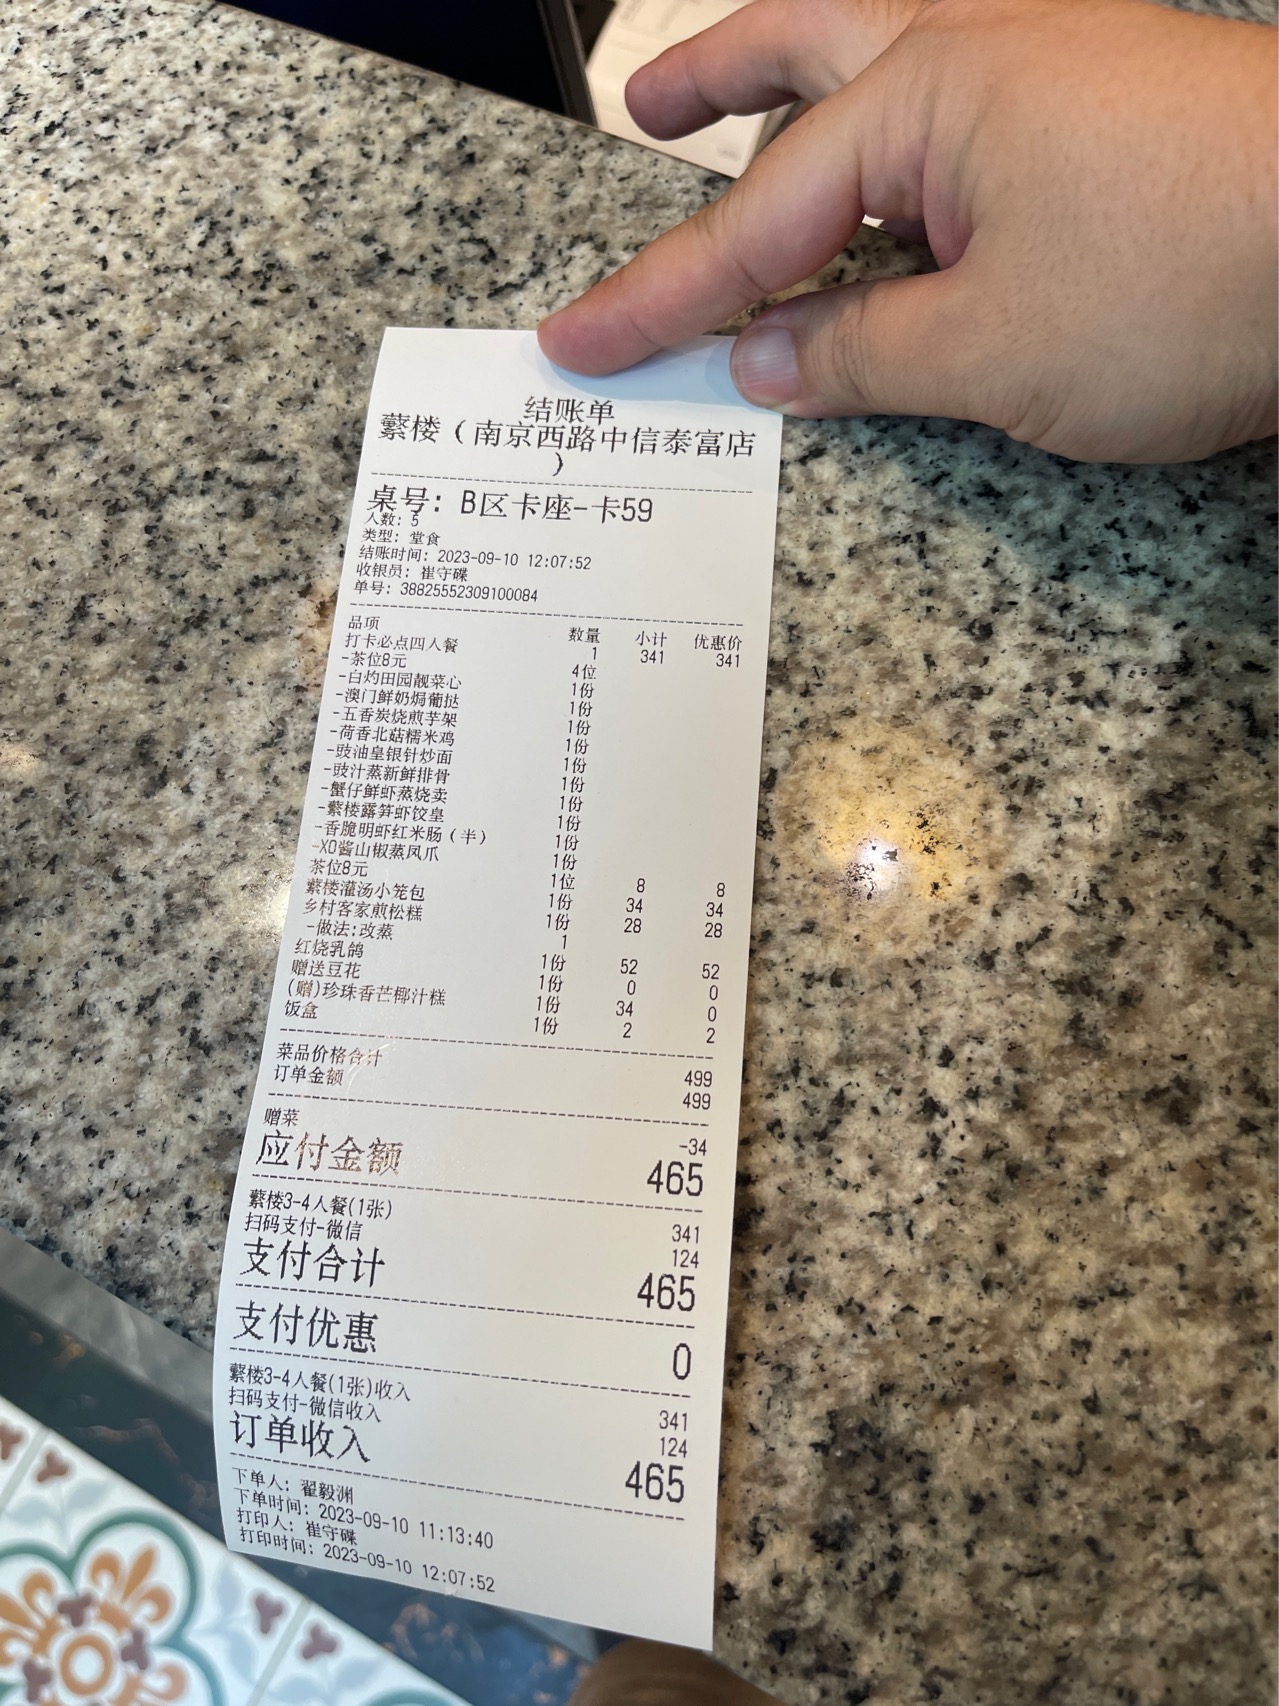 结账单
蘩楼（南京西路中信泰富店
）
桌号: B区卡座-卡59
人数: 5
类型: 堂食
结账时间: 2023-09-10 12:07:52
收银员: 崔守碟
单号: 38825552309100084
品项 数量 小计 优惠价
打卡必点四人餐 1 341 341
-茶位8元 4位
-白灼田园靓菜心 1份
-澳门鲜奶焗葡挞 1份
-五香炭烧煎芋架 1份
-荷香北菇糯米鸡 1份
-豉油皇银针炒面 1份
-豉汁蒸新鲜排骨 1份
-蟹仔鲜虾蒸烧卖 1份
-蘩楼露笋虾饺皇 1份
-香脆明虾红米肠（半） 1份
-XO酱山椒蒸凤爪 1份
茶位8元 1位 8 8
蘩楼灌汤小笼包 1份 34 34
乡村客家煎松糕 1份 28 28
-做法:改蒸 1
红烧乳鸽 1份 52 52
赠送豆花 1份 0 0
(赠)珍珠香芒椰汁糕 1份 34 0
饭盒 1份 2 2
菜品价格合计 499
订单金额 499
赠菜 -34
应付金额 465
蘩楼3-4人餐(1张) 341
扫码支付-微信 124
支付合计 465
支付优惠 0
蘩楼3-4人餐(1张)收入 341
扫码支付-微信收入 124
订单收入 465
下单人: 翟毅渊
下单时间: 2023-09-10 11:13:40
打印人: 崔守碟
打印时间: 2023-09-10 12:07:52